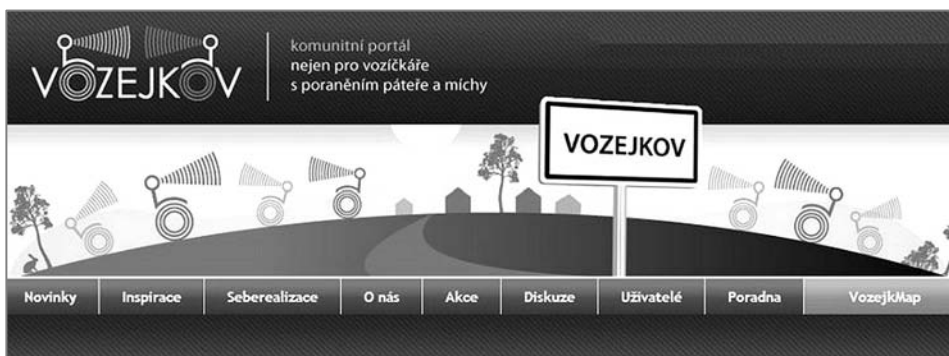 VOZEJKOV
komunitní portál
nejen pro vozíčkáře
s poraněním páteře a míchy
VOZEJKOV
Novinky
Inspirace
Seberealizace
O nás
Akce
Diskuze
Uživatelé
Poradna
VozejkMap